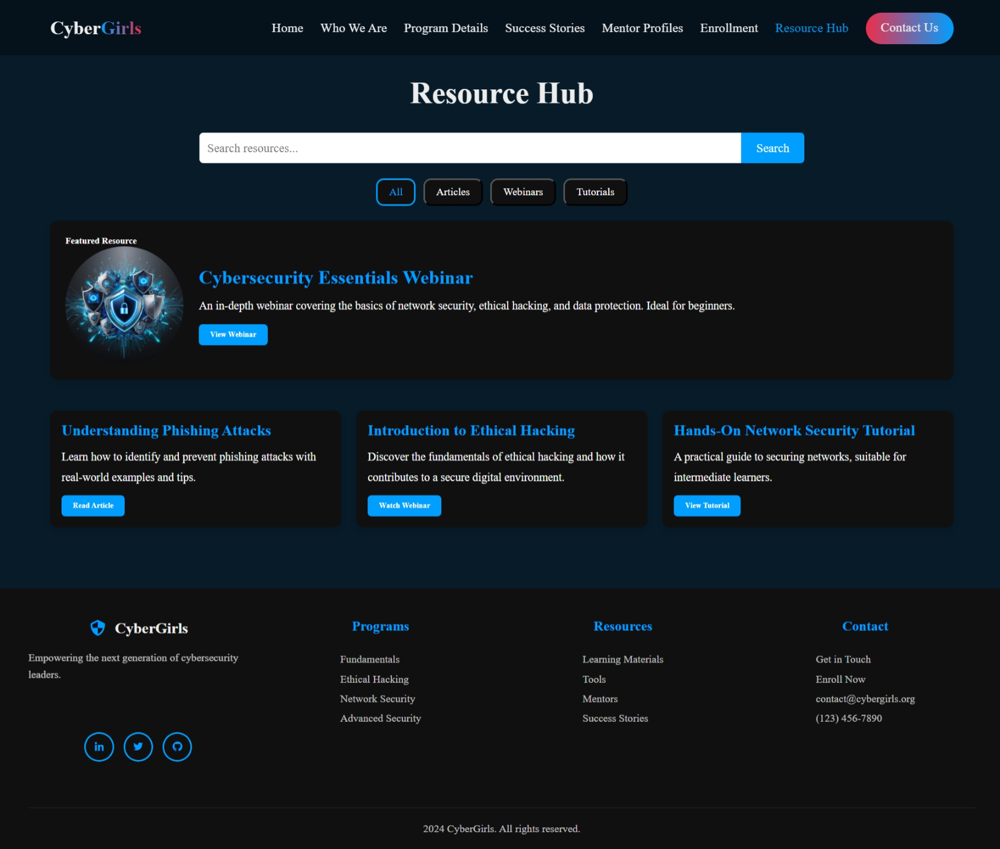 CyberGirls
Home Who We Are Program Details Success Stories Mentor Profiles Enrollment Resource Hub Contact Us
Resource Hub
Search resources... Search
All Articles Webinars Tutorials
Featured Resource
Cybersecurity Essentials Webinar
An in-depth webinar covering the basics of network security, ethical hacking, and data protection. Ideal for beginners.
View Webinar
Understanding Phishing Attacks
Learn how to identify and prevent phishing attacks with
real-world examples and tips.
Read Article
Introduction to Ethical Hacking
Discover the fundamentals of ethical hacking and how it
contributes to a secure digital environment.
Watch Webinar
Hands-On Network Security Tutorial
A practical guide to securing networks, suitable for
intermediate learners.
View Tutorial
CyberGirls
Empowering the next generation of cybersecurity
leaders.
in
Programs
Fundamentals
Ethical Hacking
Network Security
Advanced Security
Resources
Learning Materials
Tools
Mentors
Success Stories
Contact
Get in Touch
Enroll Now
contact@cybergirls.org
(123) 456-7890
2024 CyberGirls. All rights reserved.